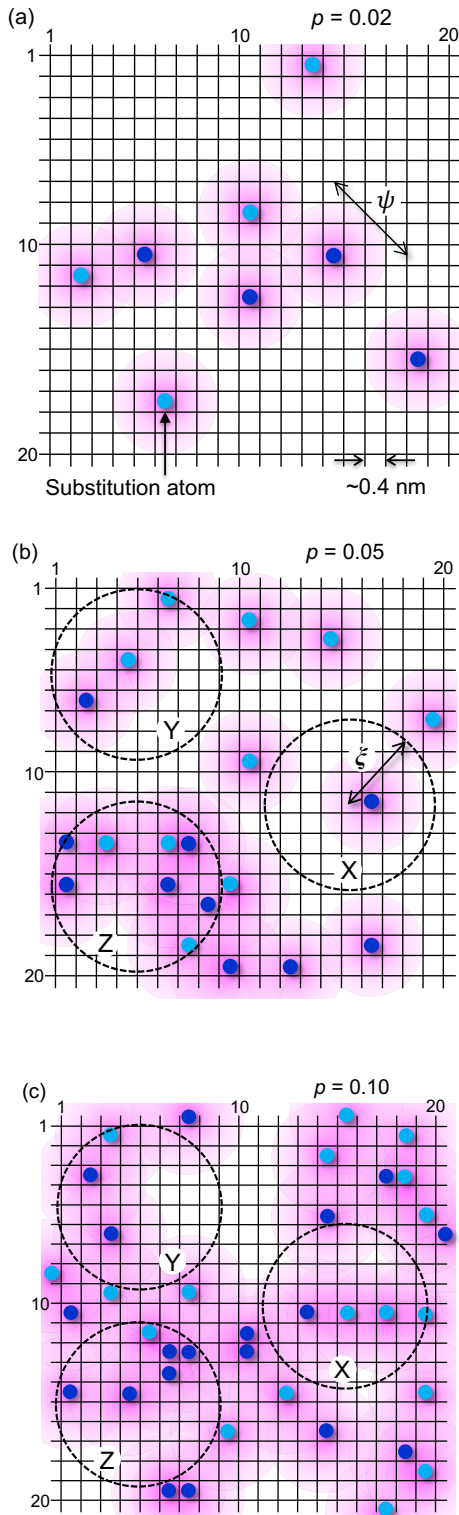 (a)
p = 0.02
1 10 20
1
ψ
10
20
Substitution atom
~0.4 nm
(b)
p = 0.05
1 10 20
1
Y
10
ξ
X
Z
20
(c)
p = 0.10
1 10 20
1
Y
10
X
Z
20